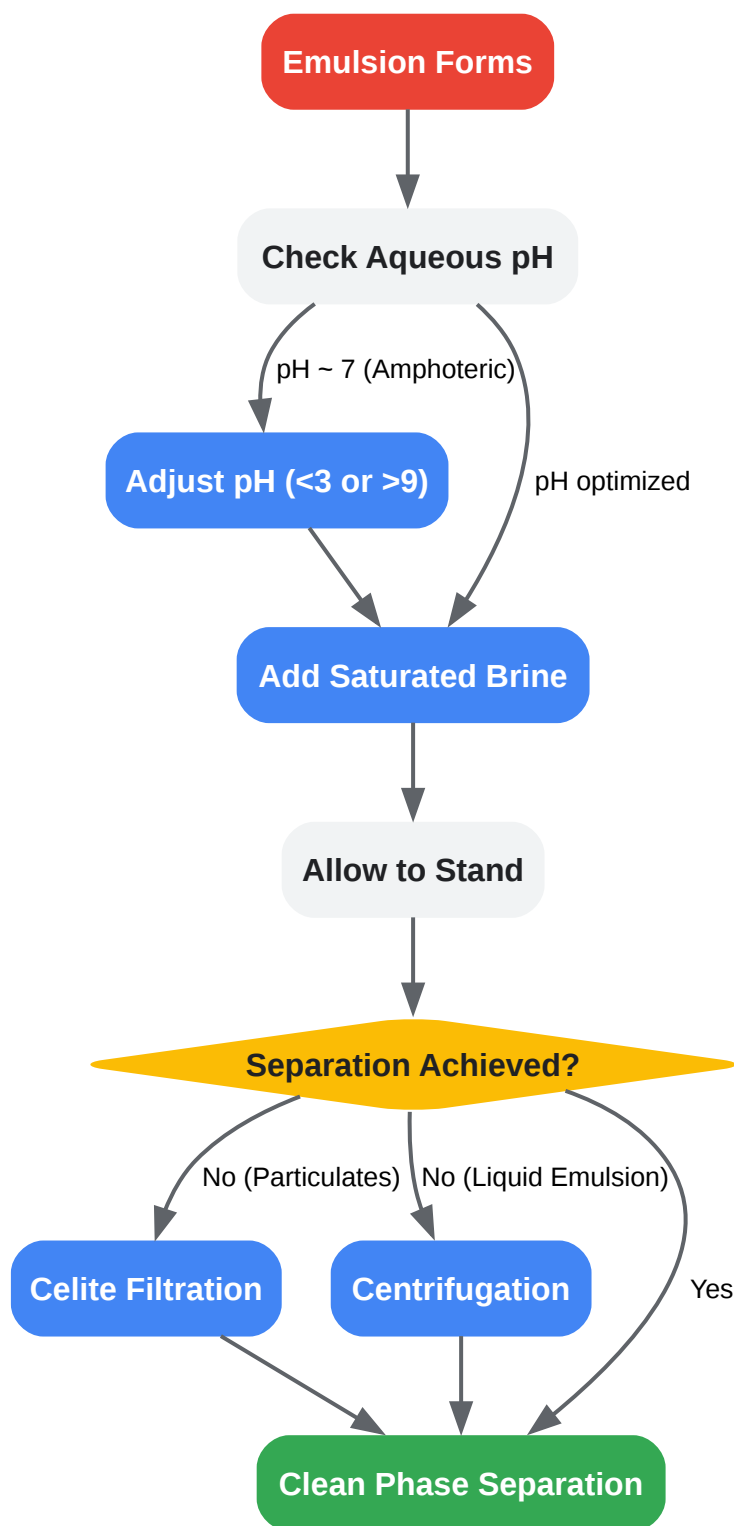 Emulsion Forms
Check Aqueous pH
pH ~ 7 (Amphoteric)
Adjust pH (<3 or >9)
pH optimized
Add Saturated Brine
Allow to Stand
Separation Achieved?
No (Particulates)
No (Liquid Emulsion)
Celite Filtration
Centrifugation
Yes
Clean Phase Separation